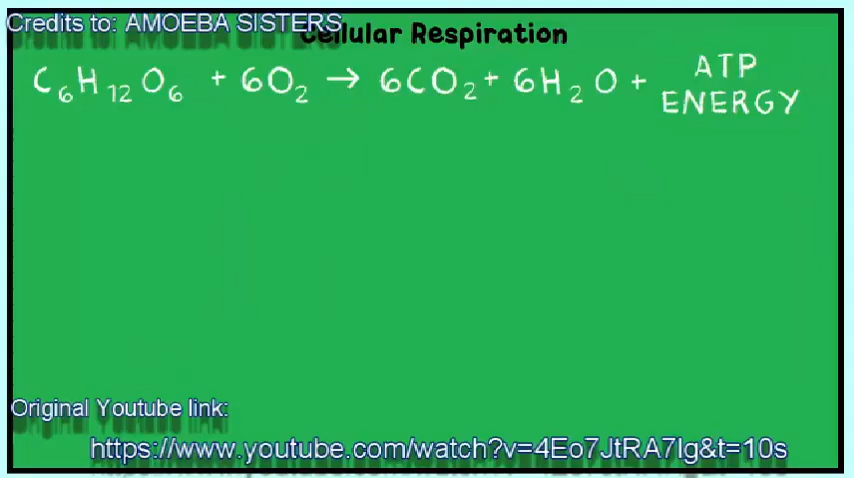 Credits to: AMOEBA SISTERS
Cellular Respiration
C6H12O6 + 6O2 → 6CO2 + 6H2O + ATP ENERGY
Original Youtube link:
https://www.youtube.com/watch?v=4Eo7JtRA7lg&t=10s